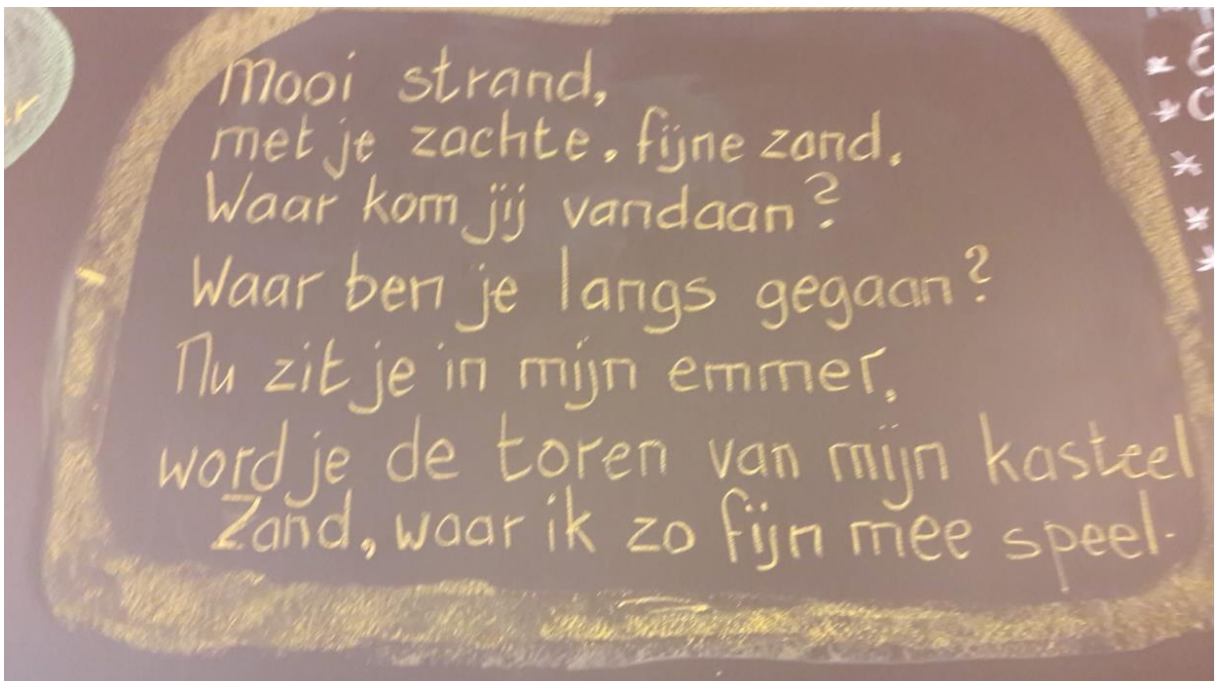 Mooi strand,
met je zachte, fijne zand.
Waar kom jij vandaan?
Waar ben je langs gegaan?
Nu zit je in mijn emmer,
word je de toren van mijn kasteel
Zand, waar ik zo fijn mee speel.